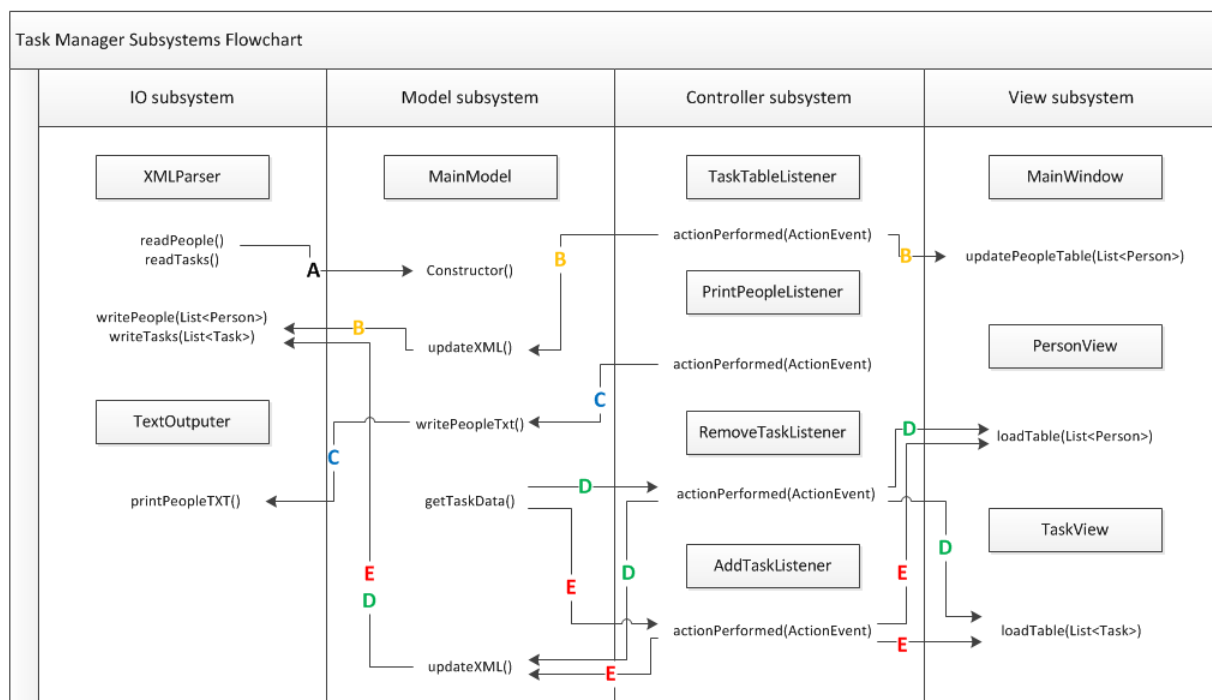 Task Manager Subsystems Flowchart
IO subsystem
Model subsystem
Controller subsystem
View subsystem
XMLParser
MainModel
TaskTableListener
MainWindow
readPeople()
readTasks()
A
Constructor()
B
actionPerformed(ActionEvent)
B
updatePeopleTable(List<Person>)
PrintPeopleListener
writePeople(List<Person>)
writeTasks(List<Task>)
B
updateXML()
PersonView
actionPerformed(ActionEvent)
C
TextOutputer
writePeopleTxt()
RemoveTaskListener
D
loadTable(List<Person>)
C
printPeopleTXT()
getTaskData()
D
actionPerformed(ActionEvent)
TaskView
D
AddTaskListener
E
D
E
D
E
actionPerformed(ActionEvent)
E
loadTable(List<Task>)
updateXML()
E